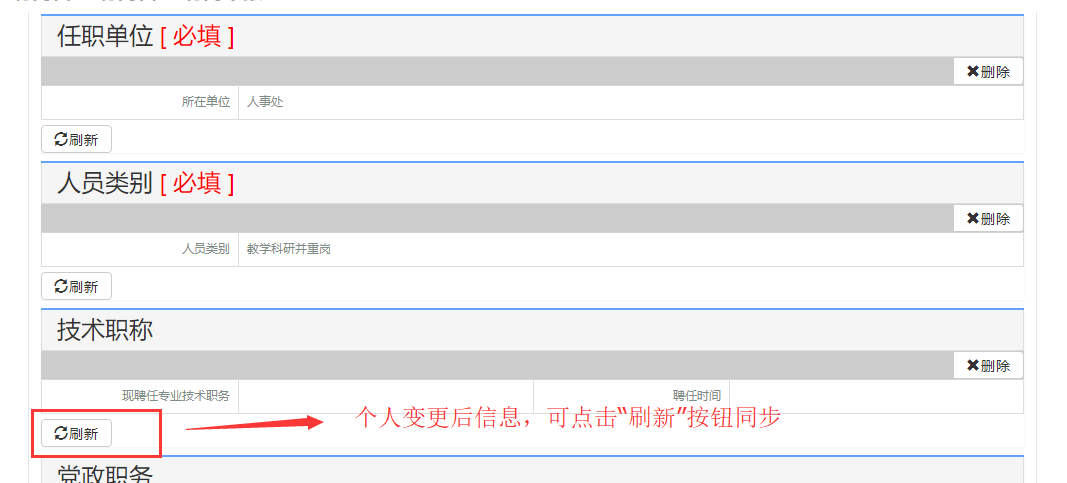 任职单位 [ 必填 ]
✖删除
所在单位 人事处
刷新
人员类别 [ 必填 ]
✖删除
人员类别 教学科研并重岗
刷新
技术职称
✖删除
现聘任专业技术职务 聘任时间
刷新 个人变更后信息，可点击“刷新”按钮同步
党政职务